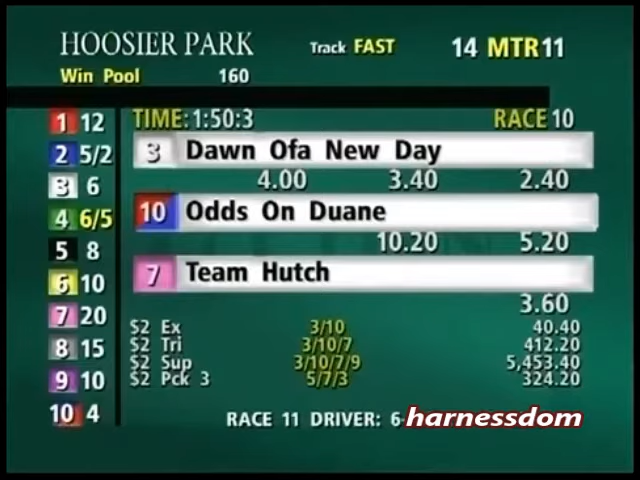 HOOSIER PARK
Track FAST
14 MTR 11
Win Pool 160
TIME: 1:50:3 RACE 10
1 12
2 5/2
3 6
4 6/5
5 8
6 10
7 20
8 15
9 10
10 4
3 Dawn Ofa New Day
4.00 3.40 2.40
10 Odds On Duane
10.20 5.20
7 Team Hutch
3.60
$2 Ex 3/10 40.40
$2 Tri 3/10/7 412.20
$2 Sup 3/10/7/9 5,453.40
$2 Pck 3 5/7/3 324.20
RACE 11 DRIVER: 6-
harnessdom